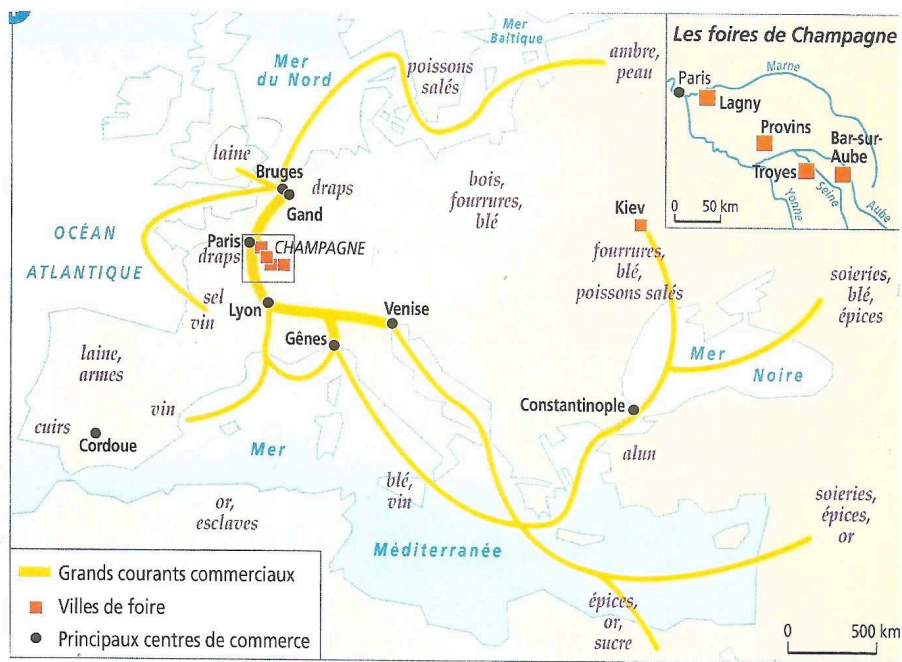 Mer
Baltique
Mer
du Nord
poissons
salés
ambre,
peau
laine
Bruges
draps
Gand
bois,
fourrures,
blé
Kiev
OCÉAN
ATLANTIQUE
Paris
draps
CHAMPAGNE
fourrures,
blé,
poissons salés
soieries,
blé,
épices
sel
vin
Lyon
Venise
Gênes
Mer
Noire
laine,
armes
vin
cuirs
Cordoue
Constantinople
Mer
alun
blé,
vin
or,
esclaves
Méditerranée
soieries,
épices,
or
épices,
or,
sucre
Les foires de Champagne
Paris
Marne
Lagny
Provins
Bar-sur-
Aube
Troyes
Yonne
Seine
Aube
0 50 km
Grands courants commerciaux
Villes de foire
Principaux centres de commerce
0 500 km